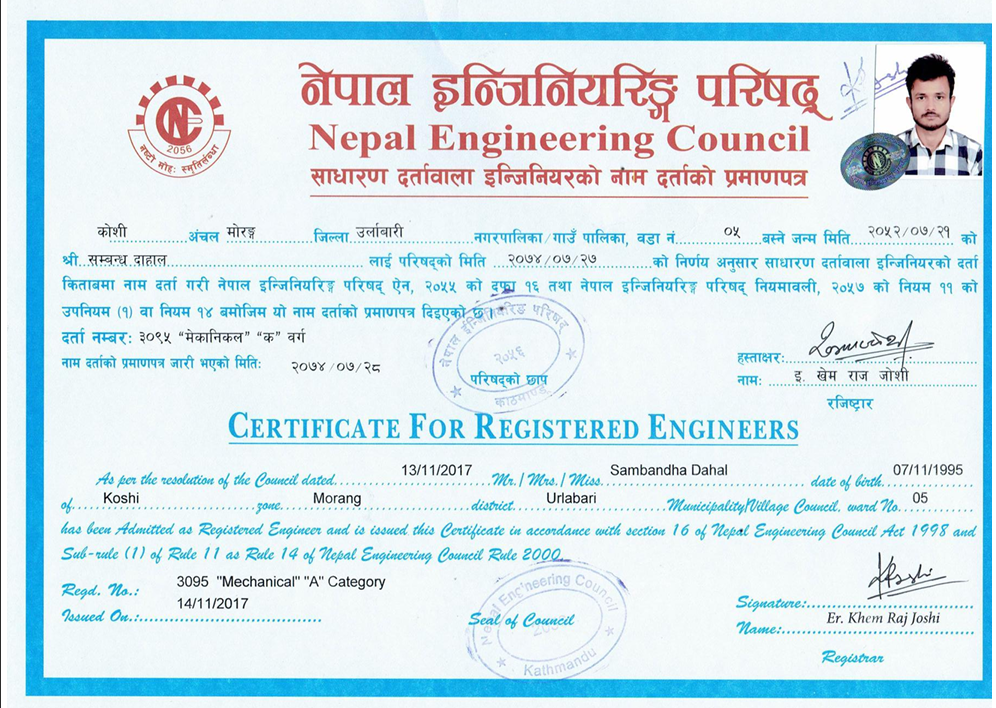 नेपाल इन्जिनियरिङ्ग परिषद्
Nepal Engineering Council
साधारण दर्तावाला इन्जिनियरको नाम दर्ताको प्रमाणपत्र
NEC
2056
नष्टो मोहः स्मृतिर्लब्धा
Joshi
कोशी अंचल मोरङ्ग जिल्ला उर्लाबारी नगरपालिका/गाउँ पालिका, वडा नं. ०५ बस्ने जन्म मिति २०५२/०७/२१ को
श्री सम्बन्ध दाहाल लाई परिषद्को मिति २०७४/०७/२७ को निर्णय अनुसार साधारण दर्तावाला इन्जिनियरको दर्ता
किताबमा नाम दर्ता गरी नेपाल इन्जिनियरिङ्ग परिषद् ऐन, २०५५ को दफा १६ तथा नेपाल इन्जिनियरिङ्ग परिषद् नियमावली, २०५७ को नियम ११ को
उपनियम (१) वा नियम १४ बमोजिम यो नाम दर्ताको प्रमाणपत्र दिइएको छ।
दर्ता नम्बर: ३०९५ “मेकानिकल” “क” वर्ग
नाम दर्ताको प्रमाणपत्र जारी भएको मिति: २०७४/०७/२८
नेपाल इन्जिनियरिङ परिषद्
२०५६
काठमाण्डू
परिषद्को छाप
हस्ताक्षर:
नाम: इ. खेम राज जोशी
रजिष्ट्रार
CERTIFICATE FOR REGISTERED ENGINEERS
As per the resolution of the Council dated 13/11/2017 Mr./Mrs./Miss. Sambandha Dahal date of birth 07/11/1995
of Koshi zone Morang district Urlabari Municipality/Village Council, ward No. 05
has been Admitted as Registered Engineer and is issued this Certificate in accordance with section 16 of Nepal Engineering Council Act 1998 and
Sub-rule (1) of Rule 11 as Rule 14 of Nepal Engineering Council Rule 2000.
Regd. No.: 3095 "Mechanical" "A" Category
Issued On.: 14/11/2017
Nepal Engineering Council
Kathmandu
Seal of Council
Signature:
Name: Er. Khem Raj Joshi
Registrar